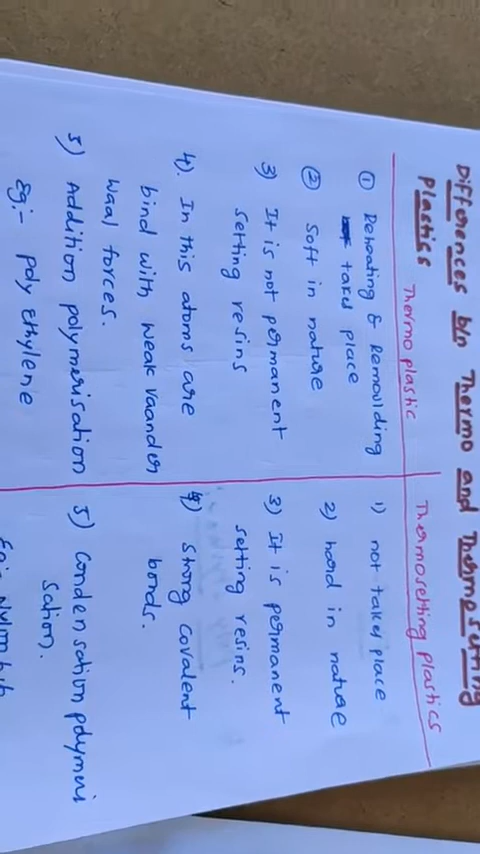 Differences b/n Thermo and Thermosetting
Plastics
Thermo plastic
① Reheating & Remoulding
takes place
② Soft in nature
3) It is not permanent
setting resins
4). In this atoms are
bind with weak vaander
waal forces.
5) Addition polymerisation
Eg:- poly Ethylene
Thermosetting Plastics
1) not takes place
2) hard in nature
3) It is permanent
setting resins.
4) Strong covalent
bonds.
5) Condensation polymeri
sation.
Eg:- Nylon